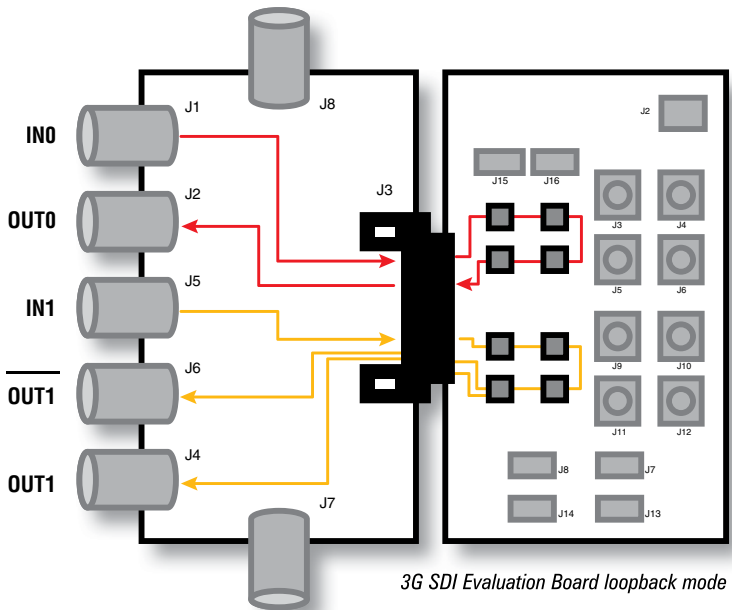 J1
J8
IN0
J2
J2
J3
J15
J16
OUT0
J3
J4
J5
IN1
J5
J6
J6
OUT1
J9
J10
J4
J11
J12
OUT1
J8
J7
J7
J14
J13
3G SDI Evaluation Board loopback mode